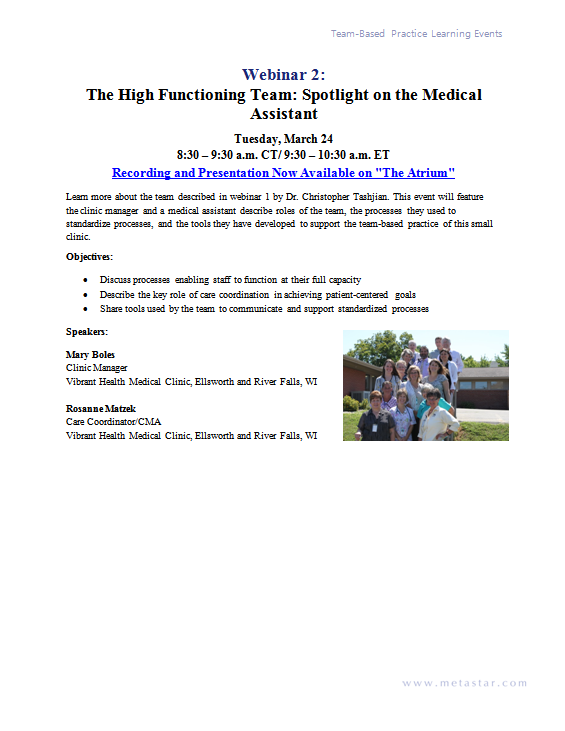 Team-Based Practice Learning Events
Webinar 2:
The High Functioning Team: Spotlight on the Medical
Assistant
Tuesday, March 24
8:30 – 9:30 a.m. CT/ 9:30 – 10:30 a.m. ET
Recording and Presentation Now Available on "The Atrium"
Learn more about the team described in webinar 1 by Dr. Christopher Tashjian. This event will feature
the clinic manager and a medical assistant describe roles of the team, the processes they used to
standardize processes, and the tools they have developed to support the team-based practice of this small
clinic.
Objectives:
• Discuss processes enabling staff to function at their full capacity
• Describe the key role of care coordination in achieving patient-centered goals
• Share tools used by the team to communicate and support standardized processes
Speakers:
Mary Boles
Clinic Manager
Vibrant Health Medical Clinic, Ellsworth and River Falls, WI
Rosanne Matzek
Care Coordinator/CMA
Vibrant Health Medical Clinic, Ellsworth and River Falls, WI
www.metastar.com